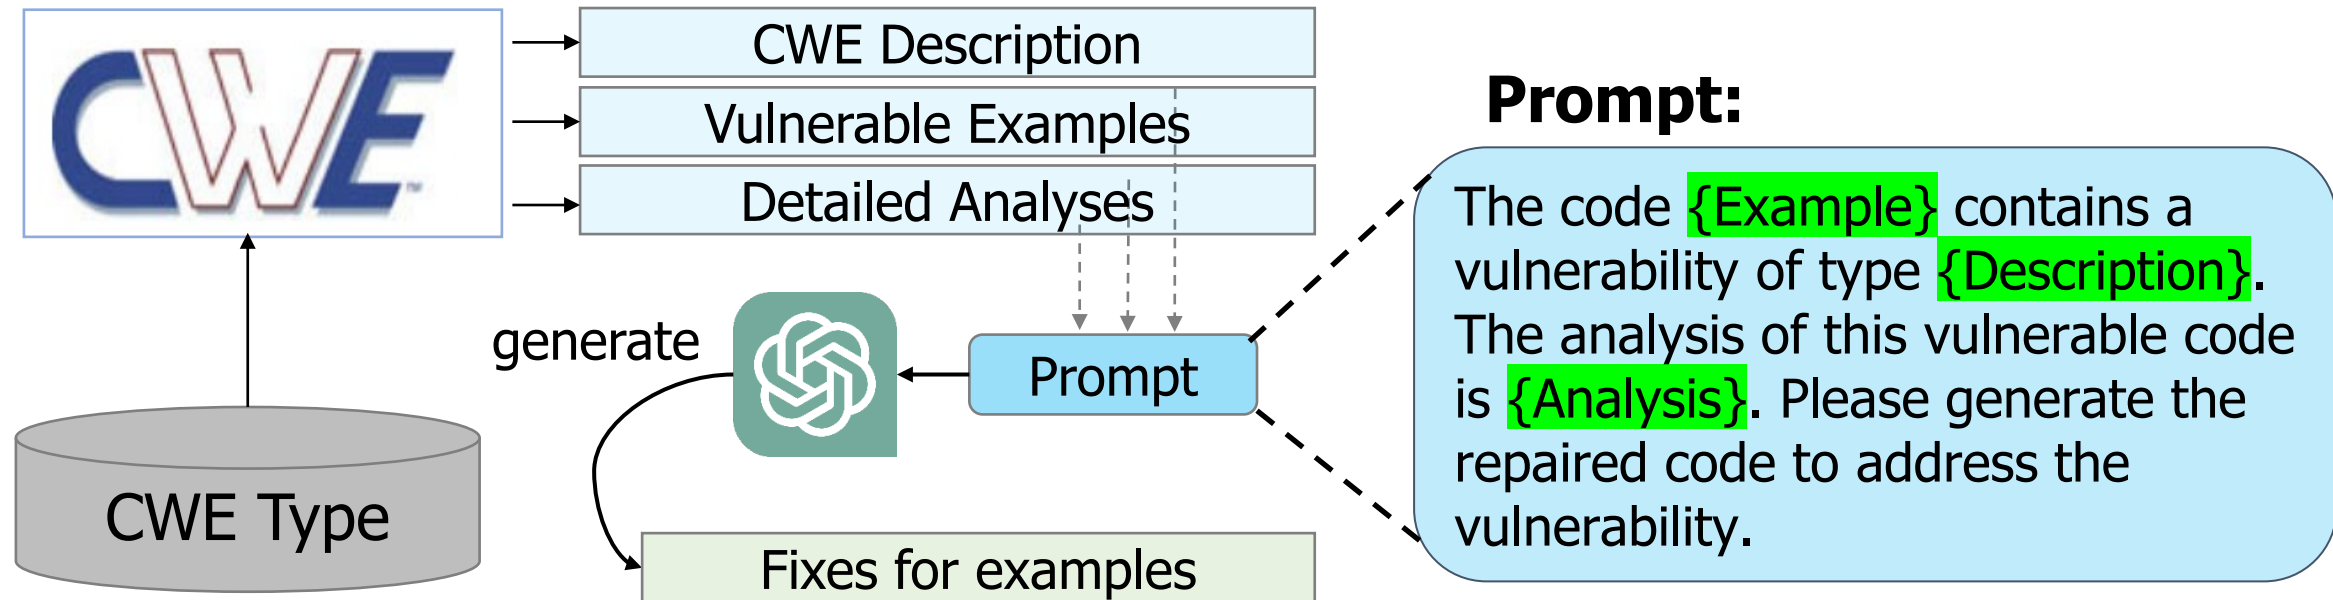 CWE
TM
CWE Description
Vulnerable Examples
Detailed Analyses
Prompt:
The code {Example} contains a
vulnerability of type {Description}.
The analysis of this vulnerable code
is {Analysis}. Please generate the
repaired code to address the
vulnerability.
generate
Prompt
CWE Type
Fixes for examples